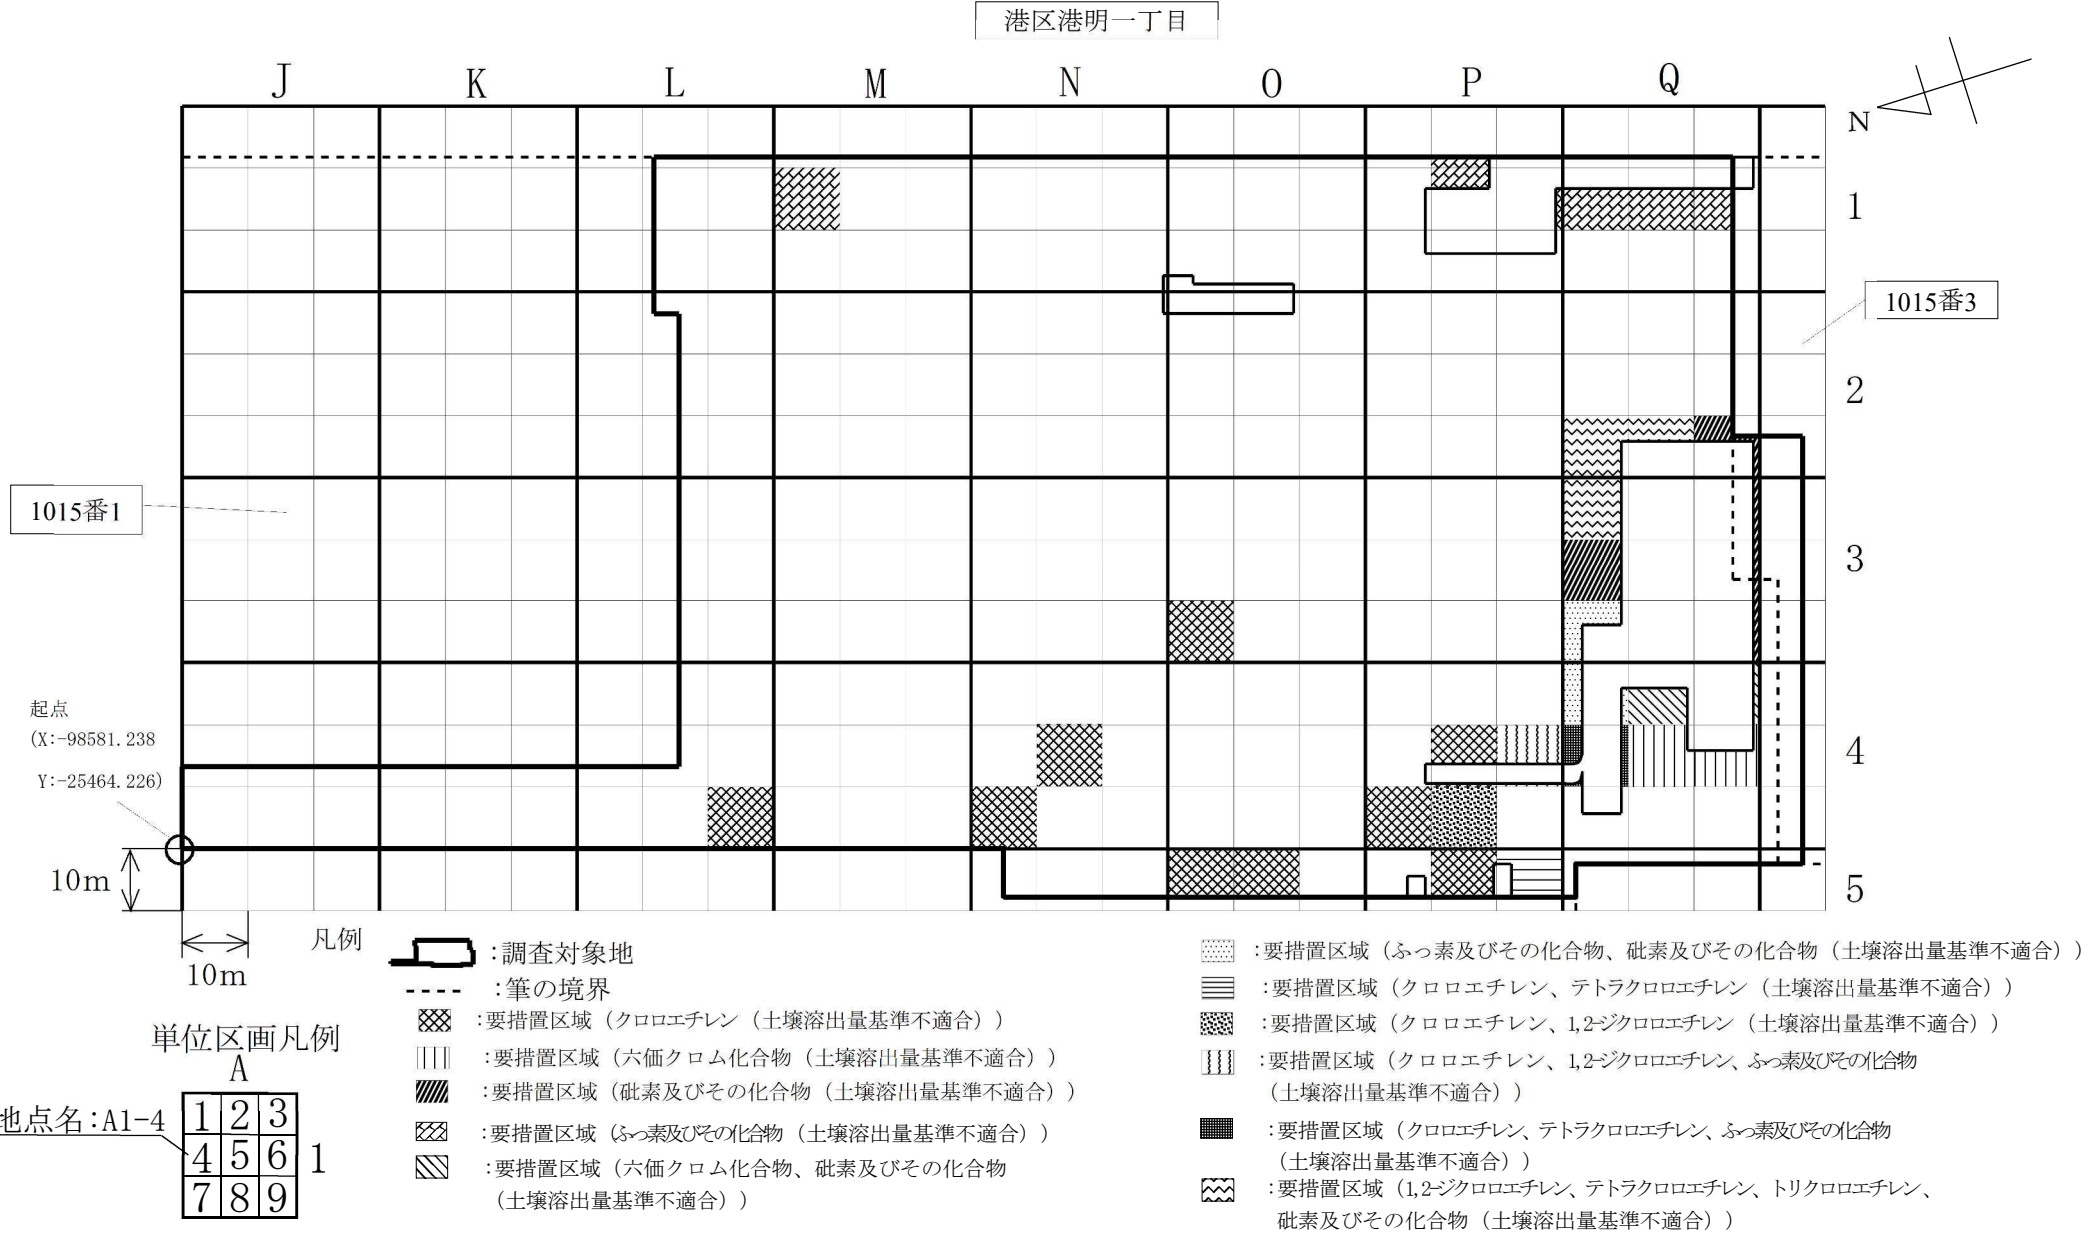 港区港明一丁目
J K L M N O P Q
N
1
1015番3
2
1015番1
3
起点
(X:-98581.238
Y:-25464.226)
4
10m
5
10m
凡例
:調査対象地
:筆の境界
:要措置区域（クロロエチレン（土壌溶出量基準不適合））
:要措置区域（六価クロム化合物（土壌溶出量基準不適合））
:要措置区域（砒素及びその化合物（土壌溶出量基準不適合））
:要措置区域（ふっ素及びその化合物（土壌溶出量基準不適合））
:要措置区域（六価クロム化合物、砒素及びその化合物
（土壌溶出量基準不適合））
:要措置区域（ふっ素及びその化合物、砒素及びその化合物（土壌溶出量基準不適合））
:要措置区域（クロロエチレン、テトラクロロエチレン（土壌溶出量基準不適合））
:要措置区域（クロロエチレン、1,2-ジクロロエチレン（土壌溶出量基準不適合））
:要措置区域（クロロエチレン、1,2-ジクロロエチレン、ふっ素及びその化合物
（土壌溶出量基準不適合））
:要措置区域（クロロエチレン、テトラクロロエチレン、ふっ素及びその化合物
（土壌溶出量基準不適合））
:要措置区域（1,2-ジクロロエチレン、テトラクロロエチレン、トリクロロエチレン、
砒素及びその化合物（土壌溶出量基準不適合））
単位区画凡例
A
地点名:A1-4
1 2 3
4 5 6 1
7 8 9